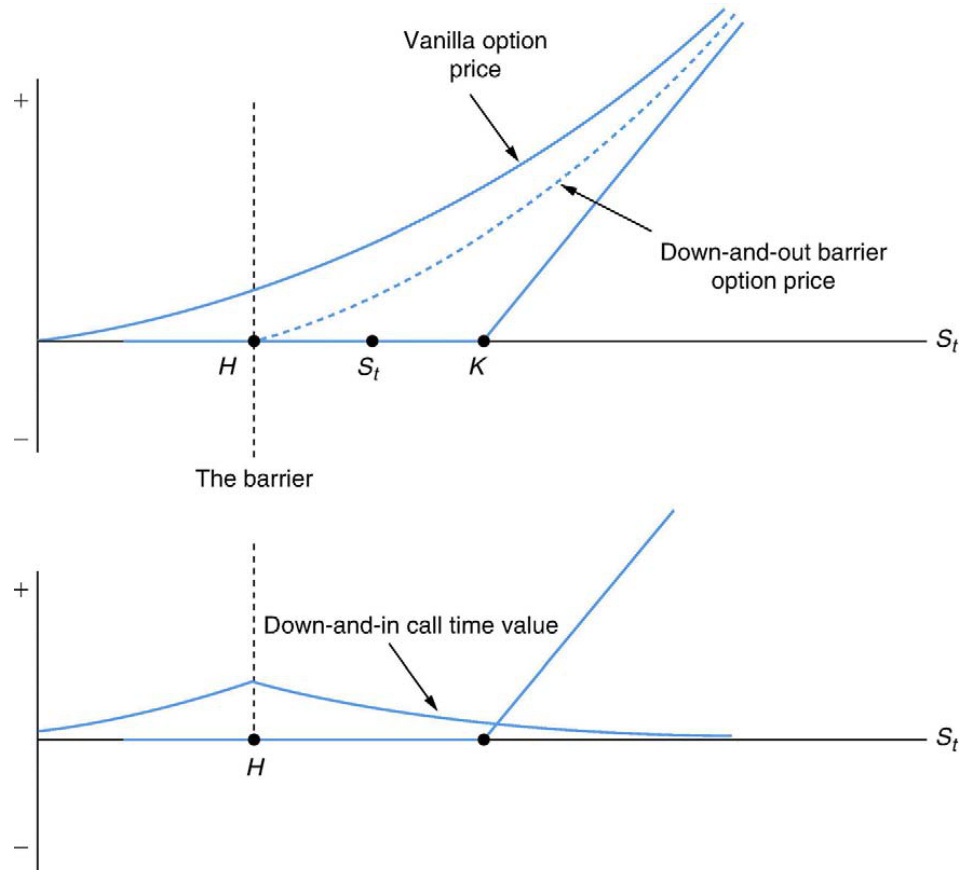 Vanilla option
price
+
Down-and-out barrier
option price
H
S_t
K
S_t
−
The barrier
+
Down-and-in call time value
S_t
H
−